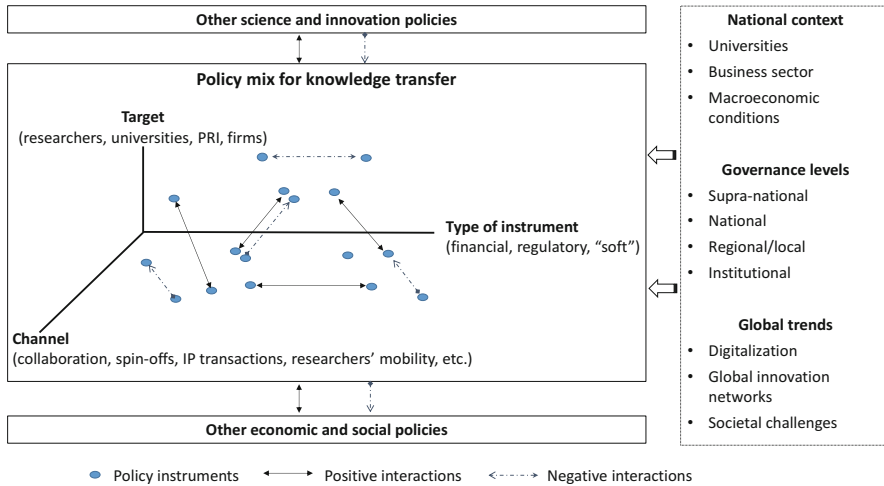 Other science and innovation policies
Policy mix for knowledge transfer
Target
(researchers, universities, PRI, firms)
Type of instrument
(financial, regulatory, “soft”)
Channel
(collaboration, spin-offs, IP transactions, researchers’ mobility, etc.)
Other economic and social policies
National context
• Universities
• Business sector
• Macroeconomic
conditions
Governance levels
• Supra-national
• National
• Regional/local
• Institutional
Global trends
• Digitalization
• Global innovation
networks
• Societal challenges
Policy instruments
Positive interactions
Negative interactions